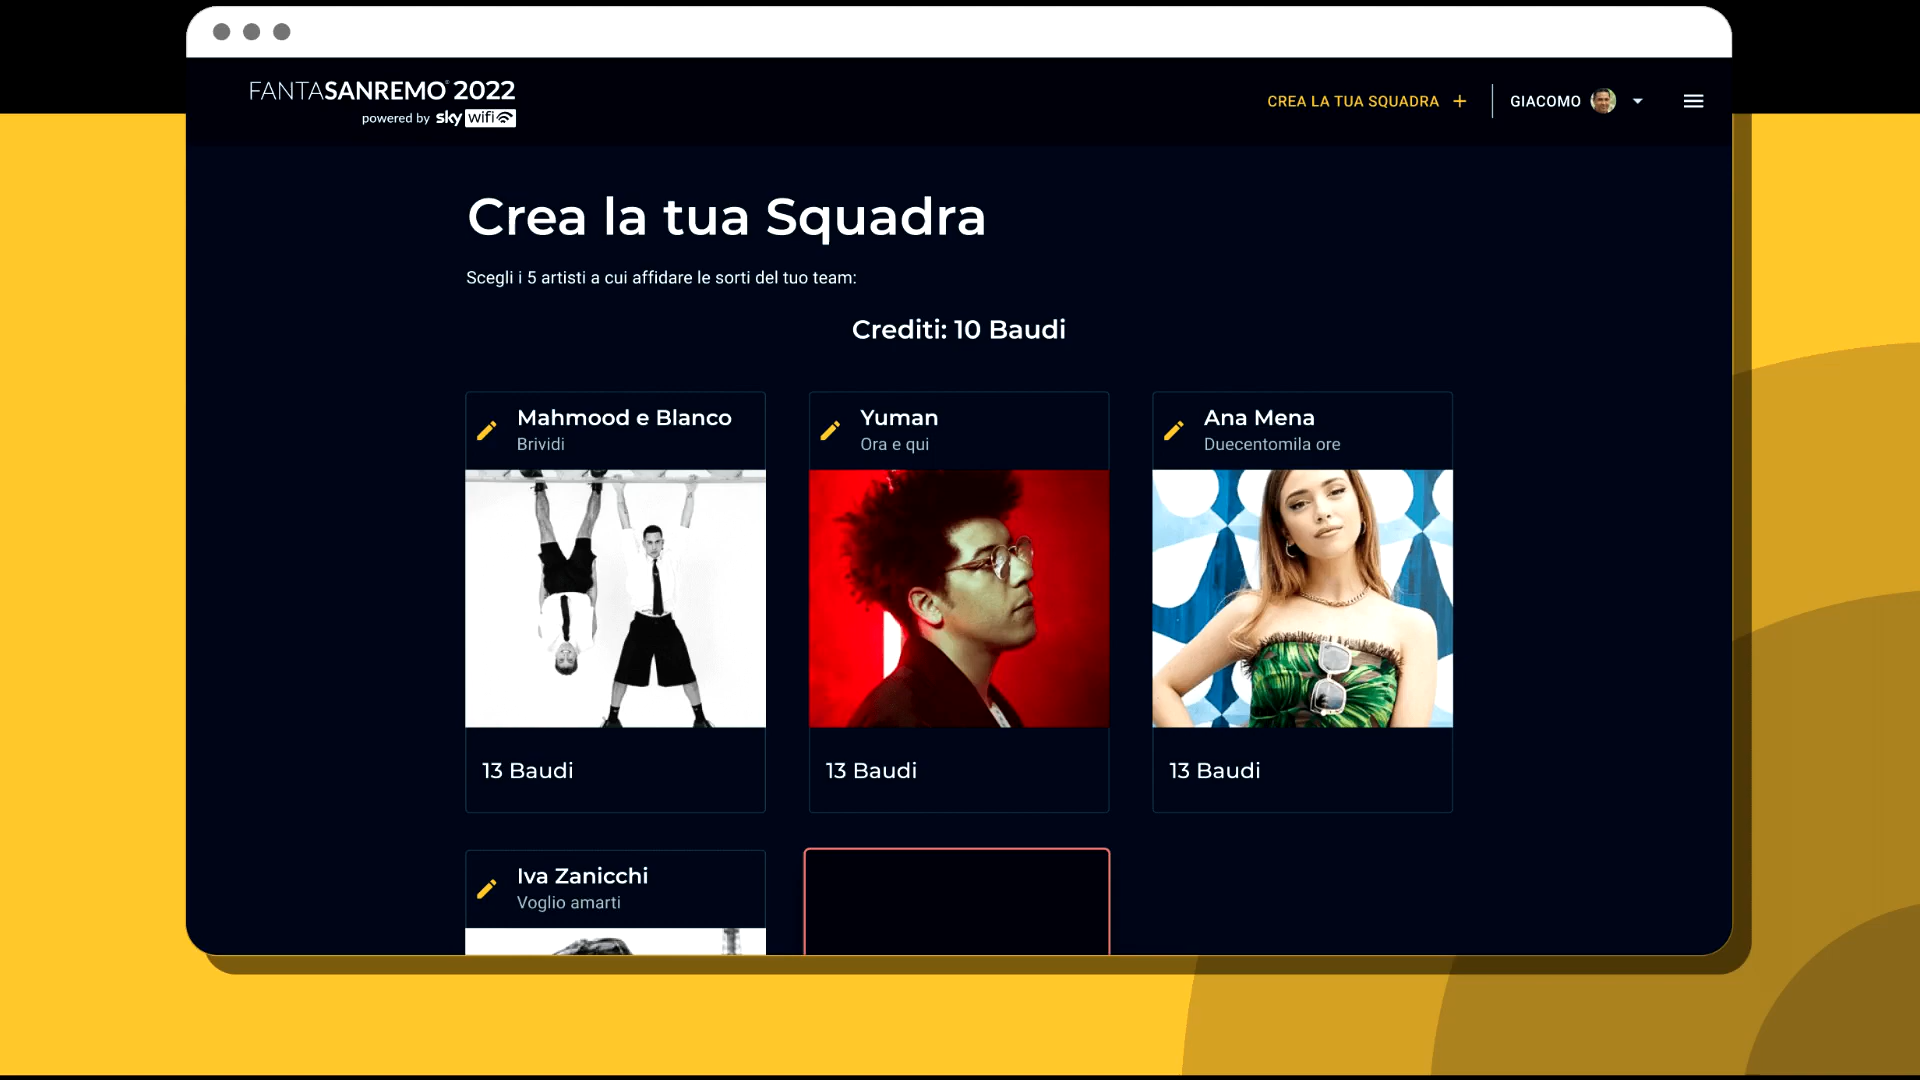 FANTASANREMO® 2022
powered by sky wifi
CREA LA TUA SQUADRA +
GIACOMO
Crea la tua Squadra
Scegli i 5 artisti a cui affidare le sorti del tuo team:
Crediti: 10 Baudi
Mahmood e Blanco
Brividi
13 Baudi
Yuman
Ora e qui
13 Baudi
Ana Mena
Duecentomila ore
13 Baudi
Iva Zanicchi
Voglio amarti